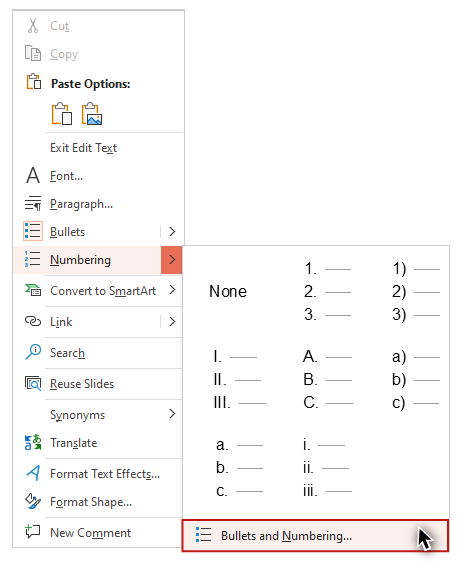 Cut
Copy
Paste Options:
Exit Edit Text
A Font...
Paragraph...
Bullets
Numbering
Convert to SmartArt
Link
Search
Reuse Slides
Synonyms
Translate
Format Text Effects...
Format Shape...
New Comment
None
1.
2.
3.
1)
2)
3)
I.
II.
III.
A.
B.
C.
a)
b)
c)
a.
b.
c.
i.
ii.
iii.
Bullets and Numbering...